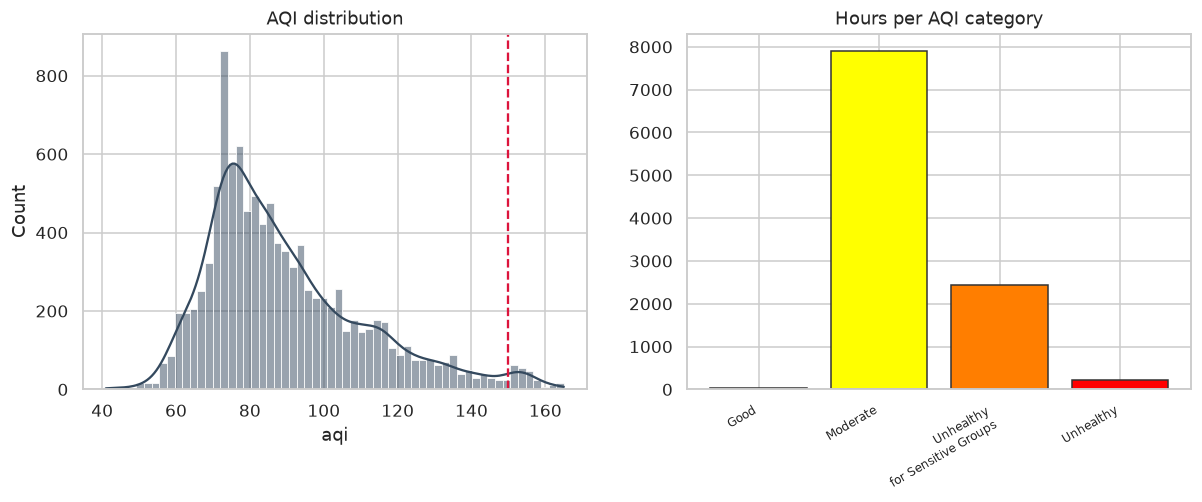 AQI distribution
Count
800
600
400
200
0
40 60 80 100 120 140 160
aqi
Hours per AQI category
8000
7000
6000
5000
4000
3000
2000
1000
0
Good
Moderate
Unhealthy
for Sensitive Groups
Unhealthy